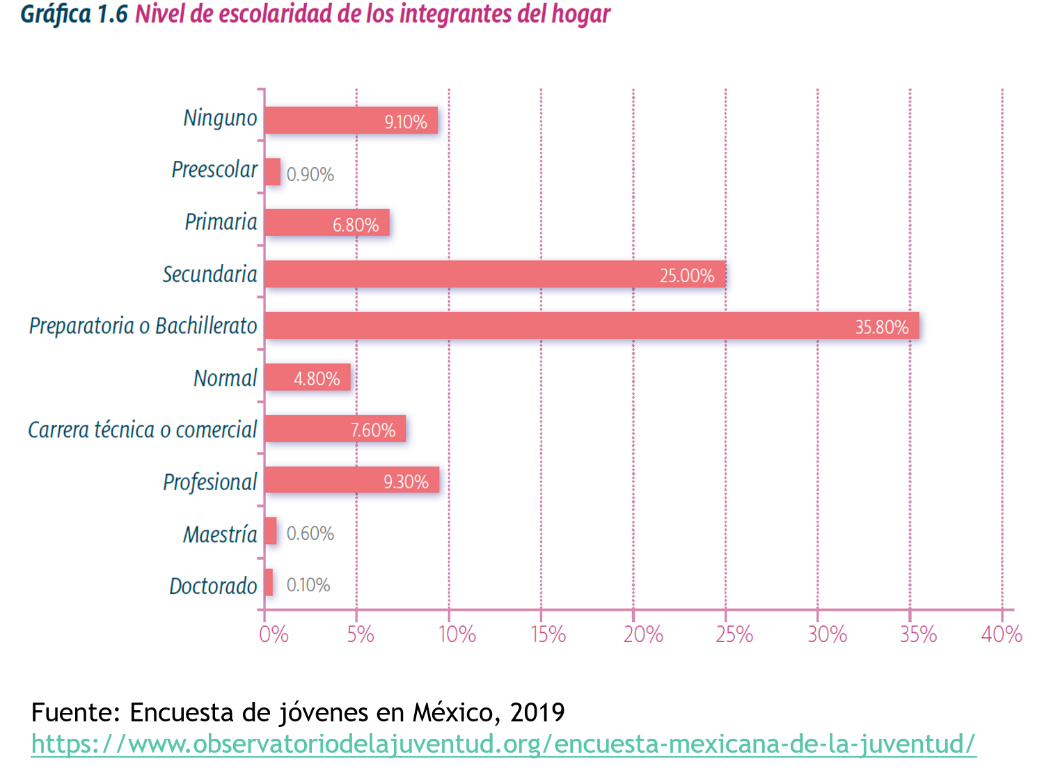 Gráfica 1.6 Nivel de escolaridad de los integrantes del hogar
Ninguno 9.10%
Preescolar 0.90%
Primaria 6.80%
Secundaria 25.00%
Preparatoria o Bachillerato 35.80%
Normal 4.80%
Carrera técnica o comercial 7.60%
Profesional 9.30%
Maestría 0.60%
Doctorado 0.10%
0% 5% 10% 15% 20% 25% 30% 35% 40%
Fuente: Encuesta de jóvenes en México, 2019
https://www.observatoriodelajuventud.org/encuesta-mexicana-de-la-juventud/